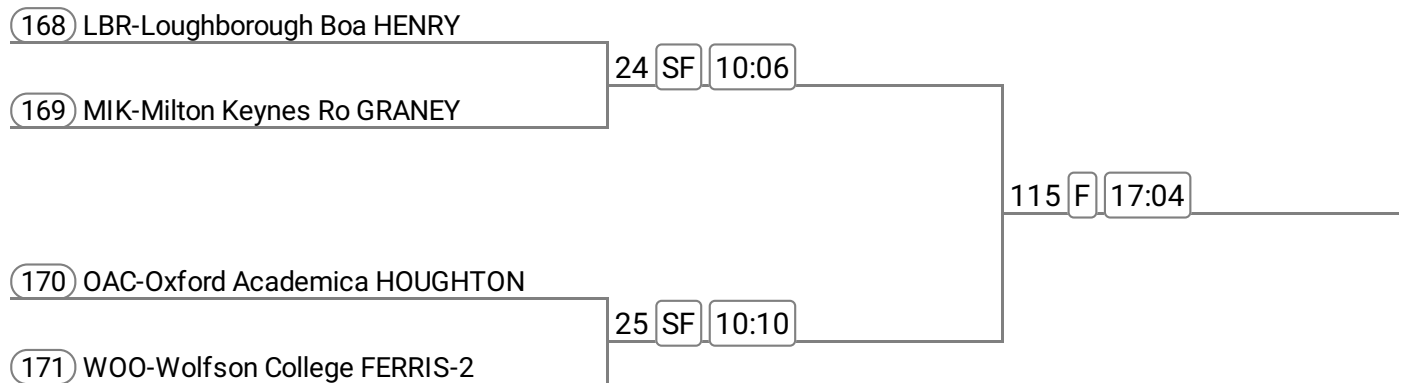 168 LBR-Loughborough Boa HENRY
24 SF 10:06
169 MIK-Milton Keynes Ro GRANEY
115 F 17:04
170 OAC-Oxford Academica HOUGHTON
25 SF 10:10
171 WOO-Wolfson College FERRIS-2